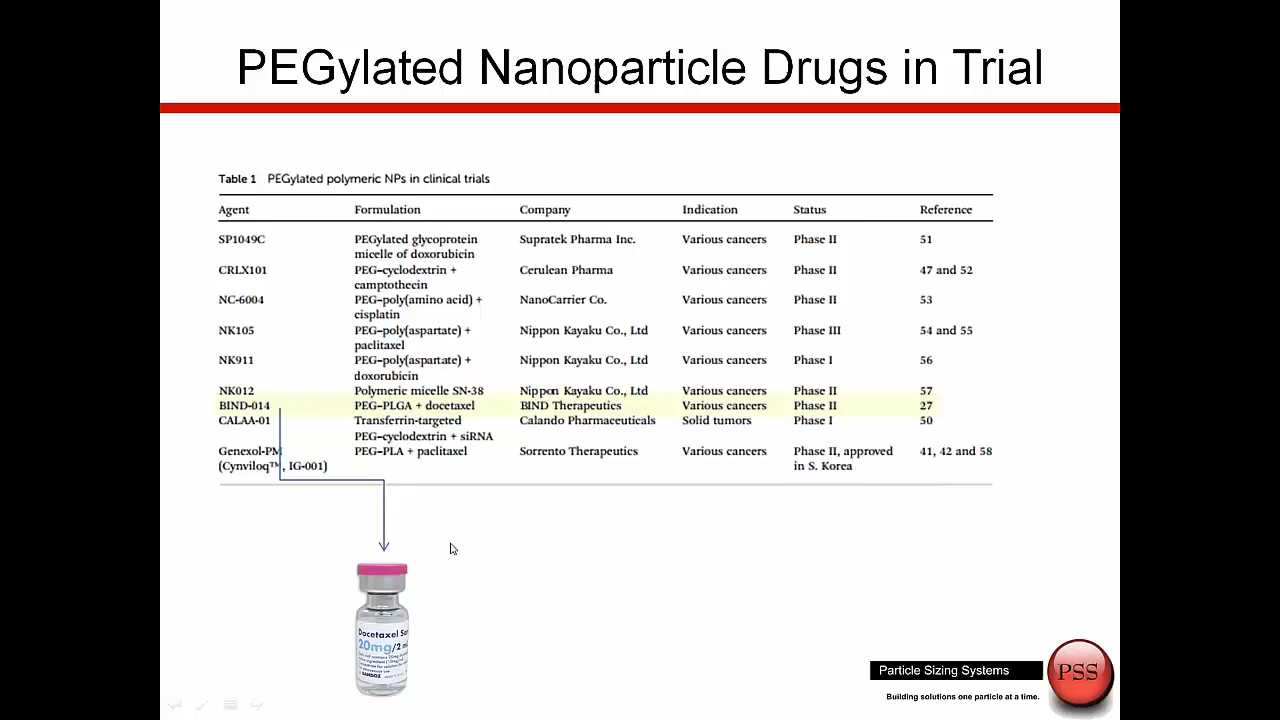 PEGylated Nanoparticle Drugs in Trial
Table 1 PEGylated polymeric NPs in clinical trials
Agent Formulation Company Indication Status Reference
SP1049C PEGylated glycoprotein Supratek Pharma Inc. Various cancers Phase II 51
micelle of doxorubicin
CRLX101 PEG–cyclodextrin + Cerulean Pharma Various cancers Phase II 47 and 52
camptothecin
NC-6004 PEG–poly(amino acid) + NanoCarrier Co. Various cancers Phase II 53
cisplatin
NK105 PEG–poly(aspartate) + Nippon Kayaku Co., Ltd Various cancers Phase III 54 and 55
paclitaxel
NK911 PEG–poly(aspartate) + Nippon Kayaku Co., Ltd Various cancers Phase I 56
doxorubicin
NK012 Polymeric micelle SN-38 Nippon Kayaku Co., Ltd Various cancers Phase II 57
BIND-014 PEG–PLGA + docetaxel BIND Therapeutics Various cancers Phase II 27
CALAA-01 Transferrin-targeted Calando Pharmaceuticals Solid tumors Phase I 50
PEG–cyclodextrin + siRNA
Genexol-PM PEG–PLA + paclitaxel Sorrento Therapeutics Various cancers Phase II, approved 41, 42 and 58
(Cynviloq™, IG-001) in S. Korea
Docetaxel
20mg/2
SANDOZ
Particle Sizing Systems
PSS
Building solutions one particle at a time.